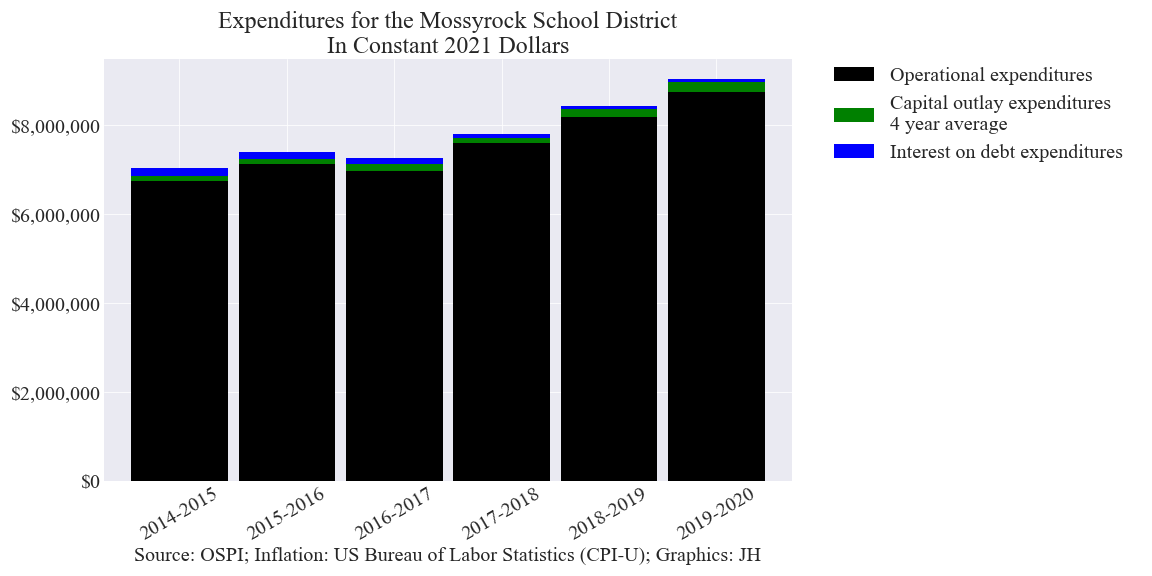 Expenditures for the Mossyrock School District
In Constant 2021 Dollars
Operational expenditures
Capital outlay expenditures
4 year average
Interest on debt expenditures
$8,000,000
$6,000,000
$4,000,000
$2,000,000
$0
2014-2015
2015-2016
2016-2017
2017-2018
2018-2019
2019-2020
Source: OSPI; Inflation: US Bureau of Labor Statistics (CPI-U); Graphics: JH